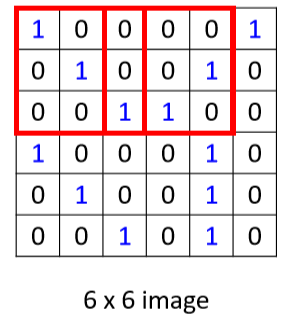 1 0 0 0 0 1
0 1 0 0 1 0
0 0 1 1 0 0
1 0 0 0 1 0
0 1 0 0 1 0
0 0 1 0 1 0
6 x 6 image